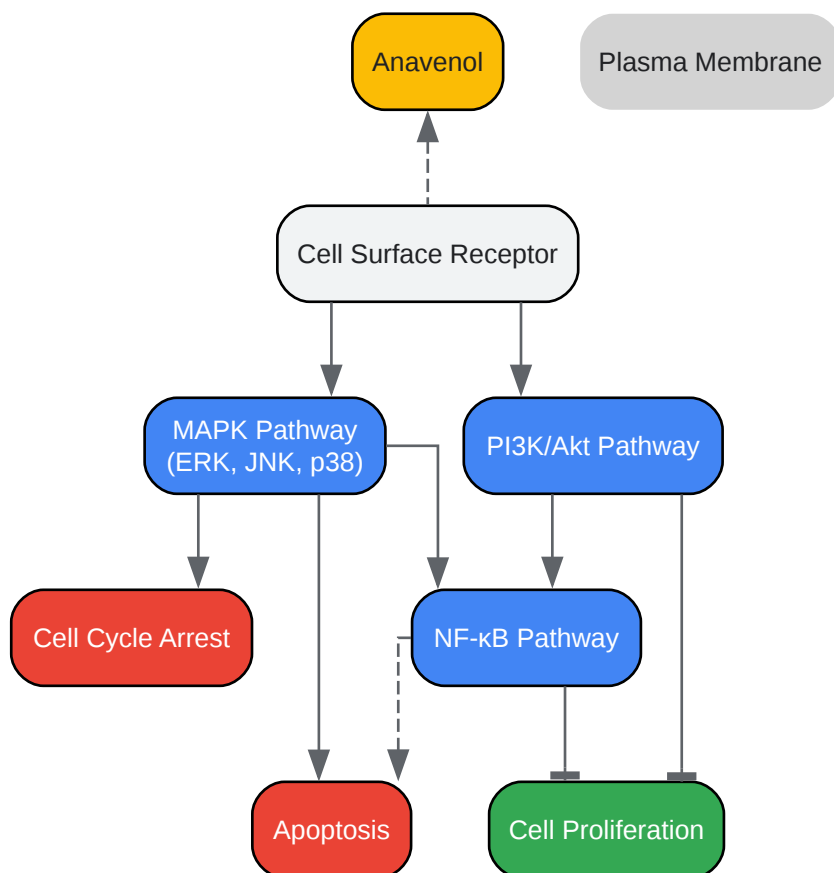 Anavenol
Plasma Membrane
Cell Surface Receptor
MAPK Pathway
(ERK, JNK, p38)
PI3K/Akt Pathway
Cell Cycle Arrest
NF-κB Pathway
Apoptosis
Cell Proliferation